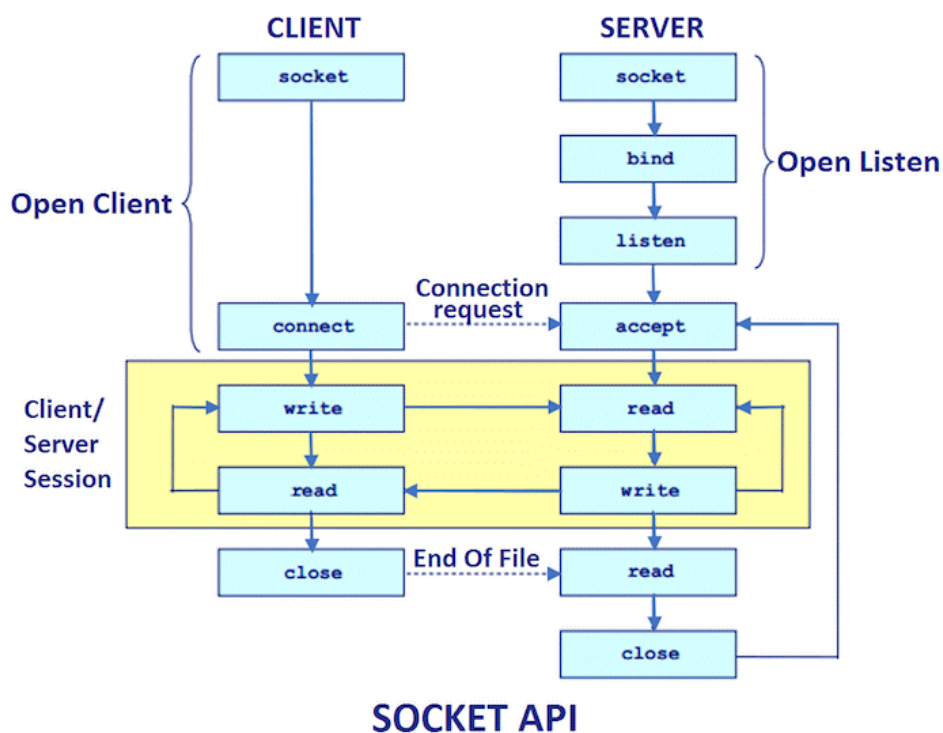 CLIENT
SERVER
socket
socket
bind
Open Listen
Open Client
listen
Connection
request
connect
accept
Client/
Server
Session
write
read
read
write
close
End Of File
read
close
SOCKET API